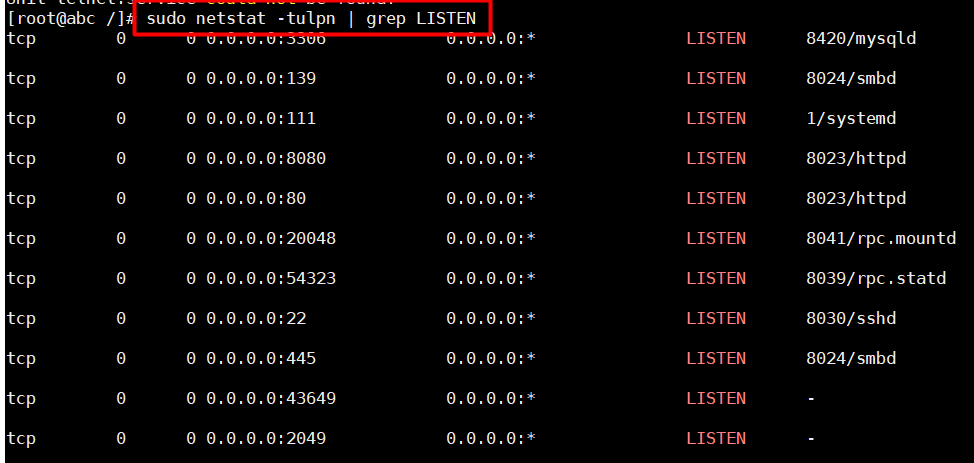 Unit telnet.service could not be found.
[root@abc /]# sudo netstat -tulpn | grep LISTEN
tcp 0 0 0.0.0.0:3306 0.0.0.0:* LISTEN 8420/mysqld
tcp 0 0 0.0.0.0:139 0.0.0.0:* LISTEN 8024/smbd
tcp 0 0 0.0.0.0:111 0.0.0.0:* LISTEN 1/systemd
tcp 0 0 0.0.0.0:8080 0.0.0.0:* LISTEN 8023/httpd
tcp 0 0 0.0.0.0:80 0.0.0.0:* LISTEN 8023/httpd
tcp 0 0 0.0.0.0:20048 0.0.0.0:* LISTEN 8041/rpc.mountd
tcp 0 0 0.0.0.0:54323 0.0.0.0:* LISTEN 8039/rpc.statd
tcp 0 0 0.0.0.0:22 0.0.0.0:* LISTEN 8030/sshd
tcp 0 0 0.0.0.0:445 0.0.0.0:* LISTEN 8024/smbd
tcp 0 0 0.0.0.0:43649 0.0.0.0:* LISTEN -
tcp 0 0 0.0.0.0:2049 0.0.0.0:* LISTEN -